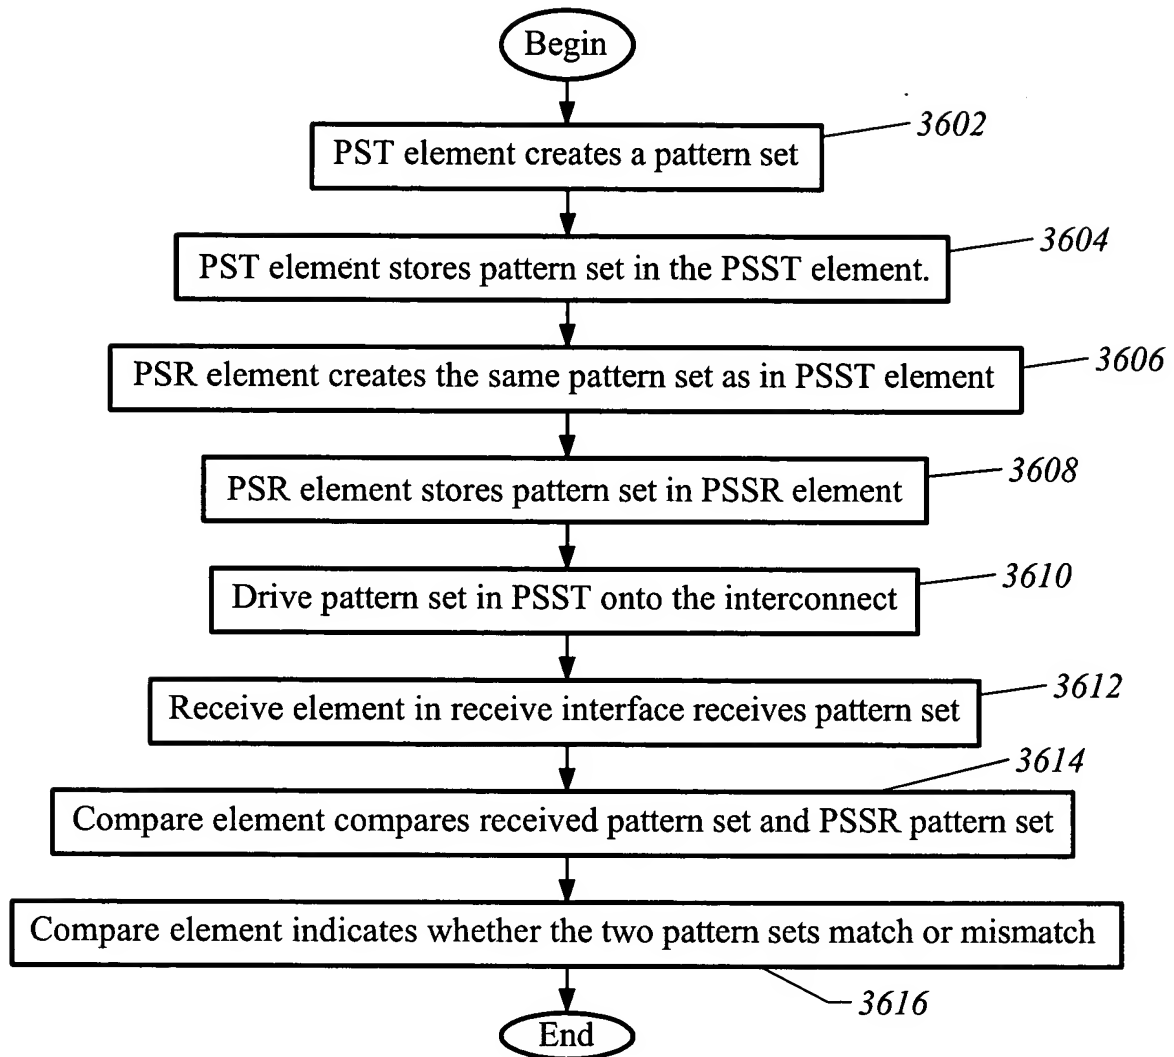 Begin
3602
PST element creates a pattern set
3604
PST element stores pattern set in the PSST element.
3606
PSR element creates the same pattern set as in PSST element
3608
PSR element stores pattern set in PSSR element
3610
Drive pattern set in PSST onto the interconnect
3612
Receive element in receive interface receives pattern set
3614
Compare element compares received pattern set and PSSR pattern set
Compare element indicates whether the two pattern sets match or mismatch
3616
End